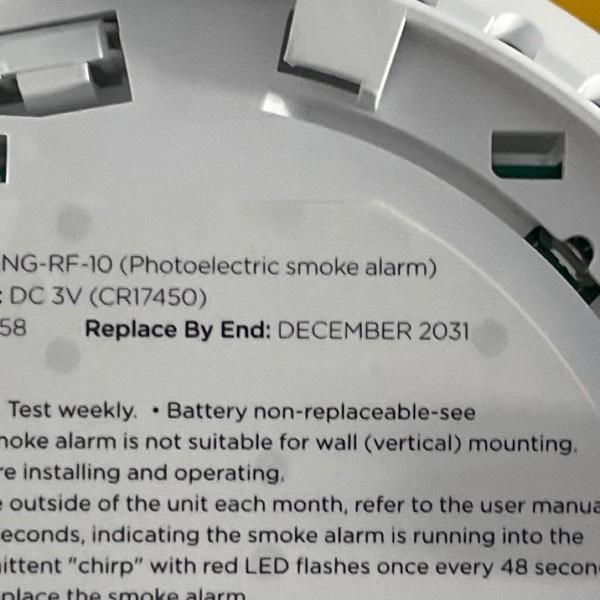 NG-RF-10 (Photoelectric smoke alarm)
: DC 3V (CR17450)
58 Replace By End: DECEMBER 2031
Test weekly. • Battery non-replaceable-see
moke alarm is not suitable for wall (vertical) mounting.
re installing and operating.
e outside of the unit each month, refer to the user manua
econds, indicating the smoke alarm is running into the
ittent "chirp" with red LED flashes once every 48 secon
place the smoke alarm